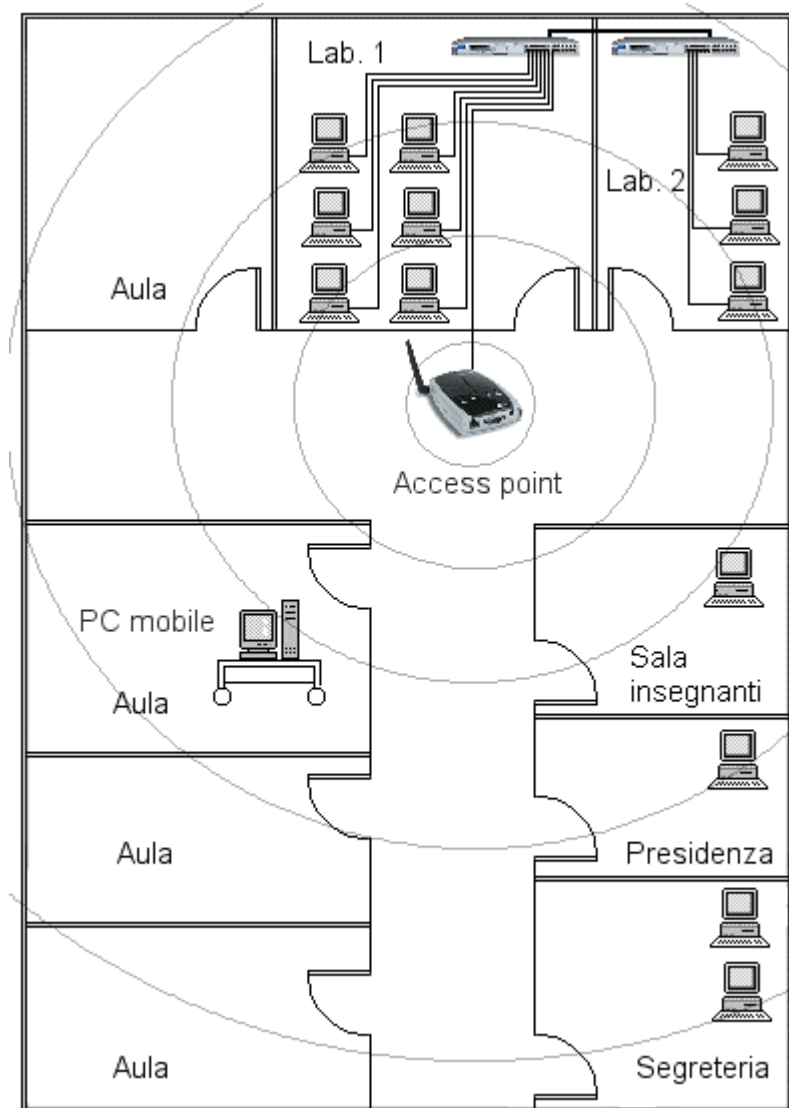 Lab. 1
Lab. 2
Aula
Access point
PC mobile
Aula
Sala
insegnanti
Aula
Presidenza
Aula
Segreteria